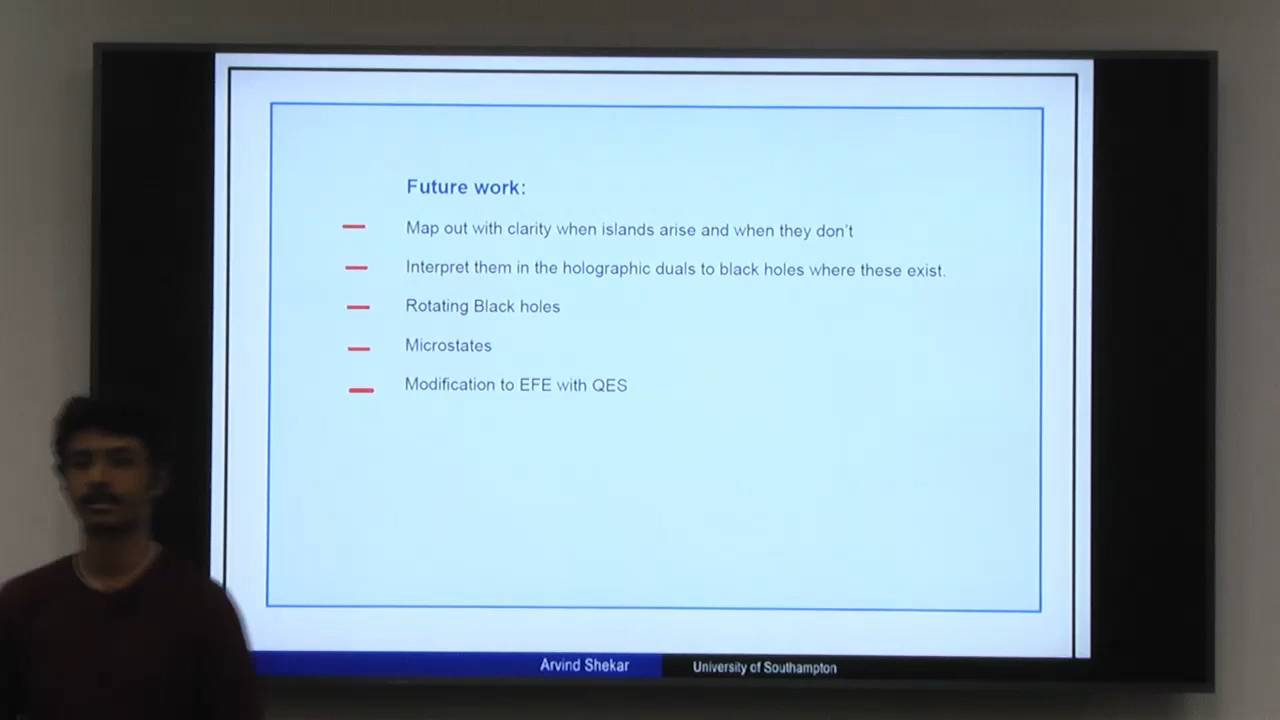 Future work:
Map out with clarity when islands arise and when they don't
Interpret them in the holographic duals to black holes where these exist.
Rotating Black holes
Microstates
Modification to EFE with QES
Arvind Shekar
University of Southampton